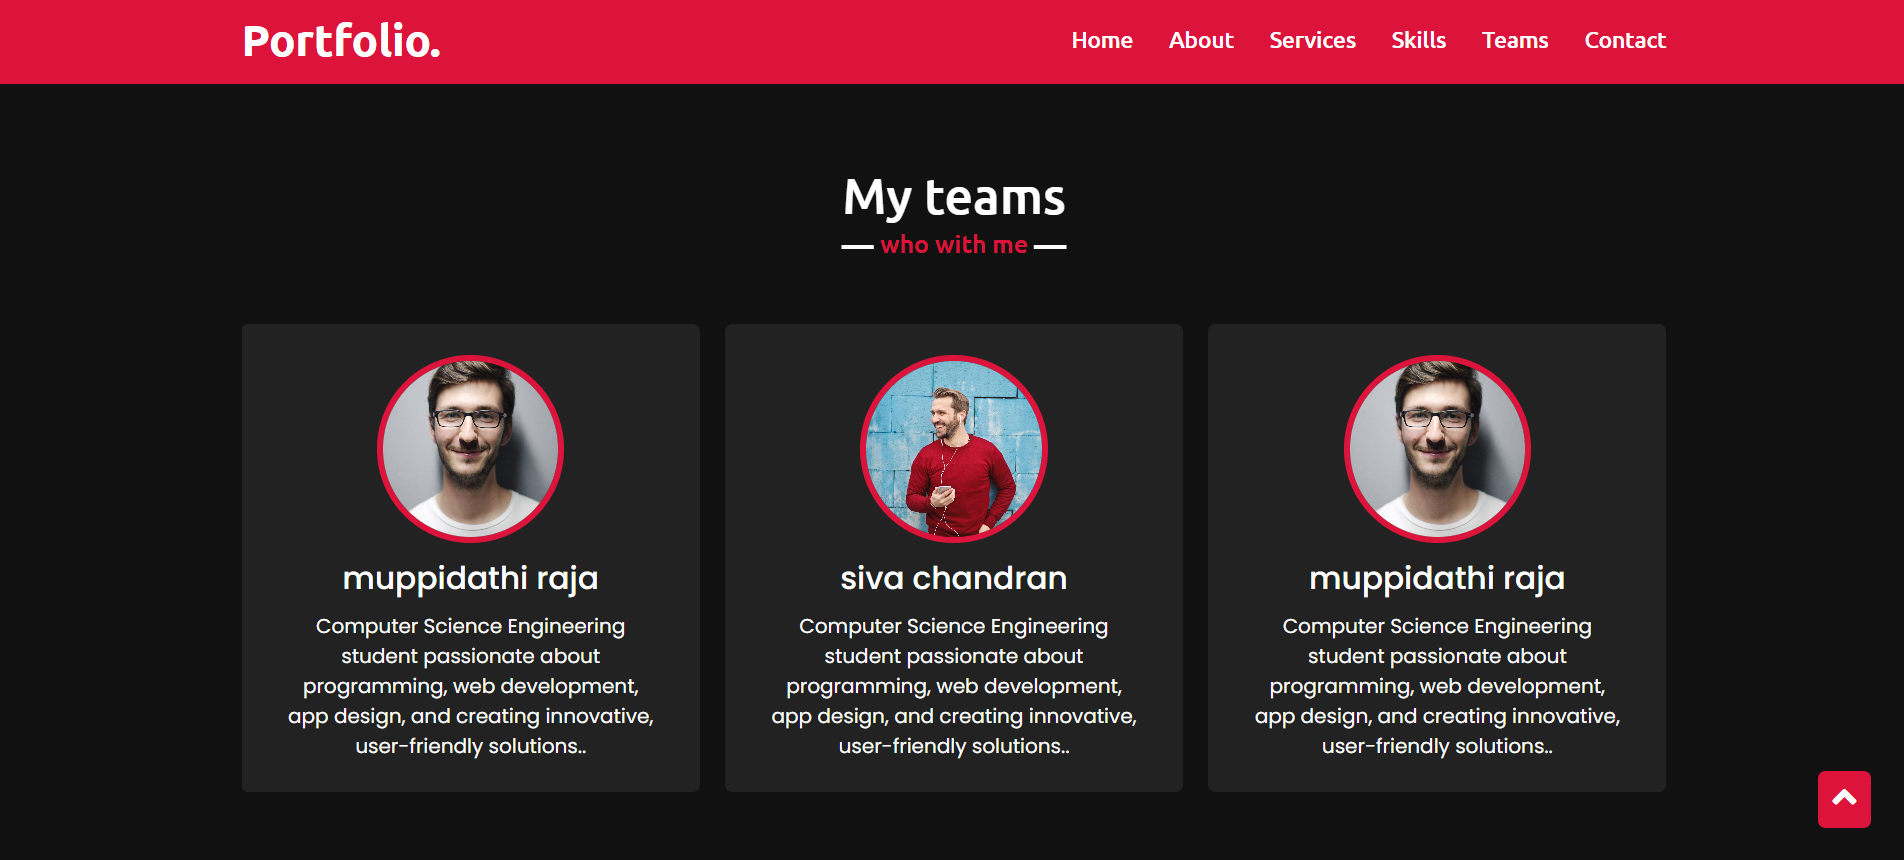 Portfolio.
Home About Services Skills Teams Contact
My teams
who with me
muppidathi raja
Computer Science Engineering
student passionate about
programming, web development,
app design, and creating innovative,
user-friendly solutions..
siva chandran
Computer Science Engineering
student passionate about
programming, web development,
app design, and creating innovative,
user-friendly solutions..
muppidathi raja
Computer Science Engineering
student passionate about
programming, web development,
app design, and creating innovative,
user-friendly solutions..